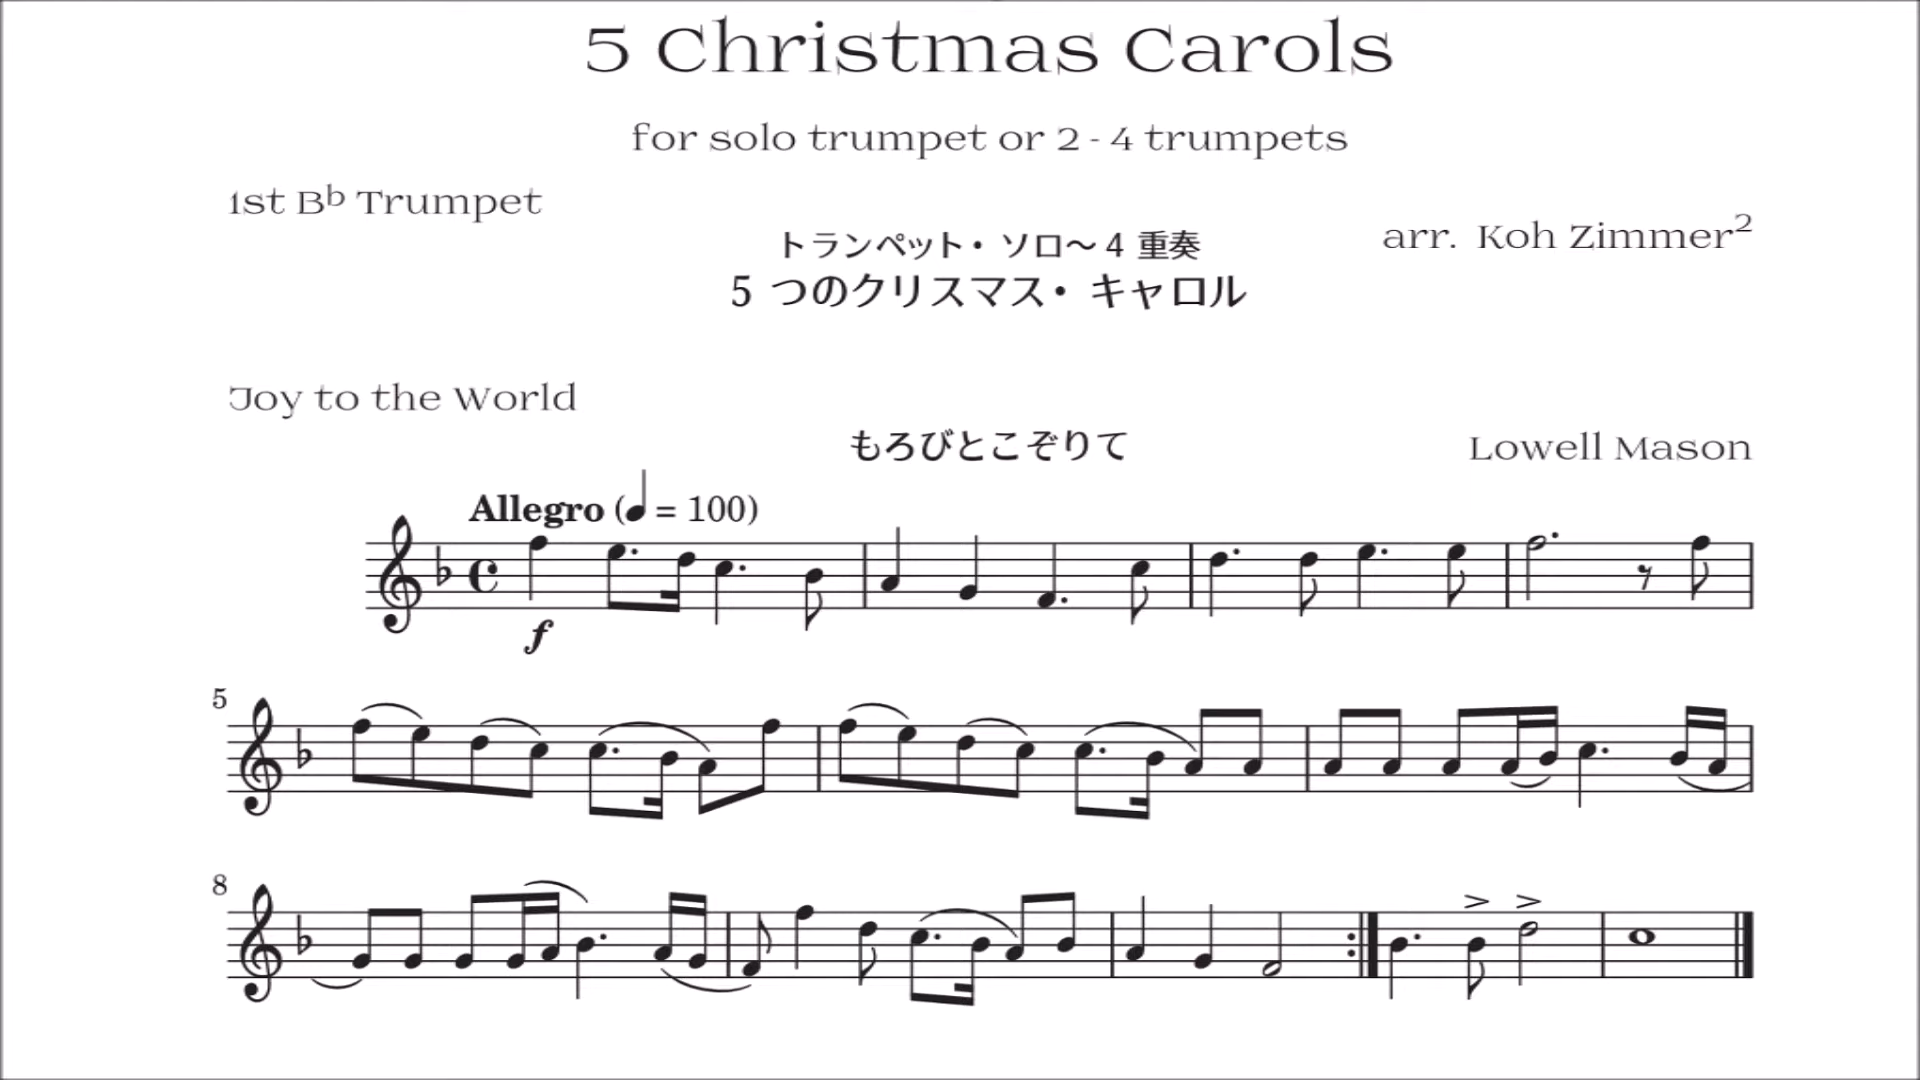 5 Christmas Carols
for solo trumpet or 2 - 4 trumpets
1st B♭ Trumpet
arr. Koh Zimmer²
トランペット・ソロ〜4 重奏
5 つのクリスマス・キャロル
Joy to the World
もろびとこぞりて
Lowell Mason
Allegro (♩ = 100)
f
5
8